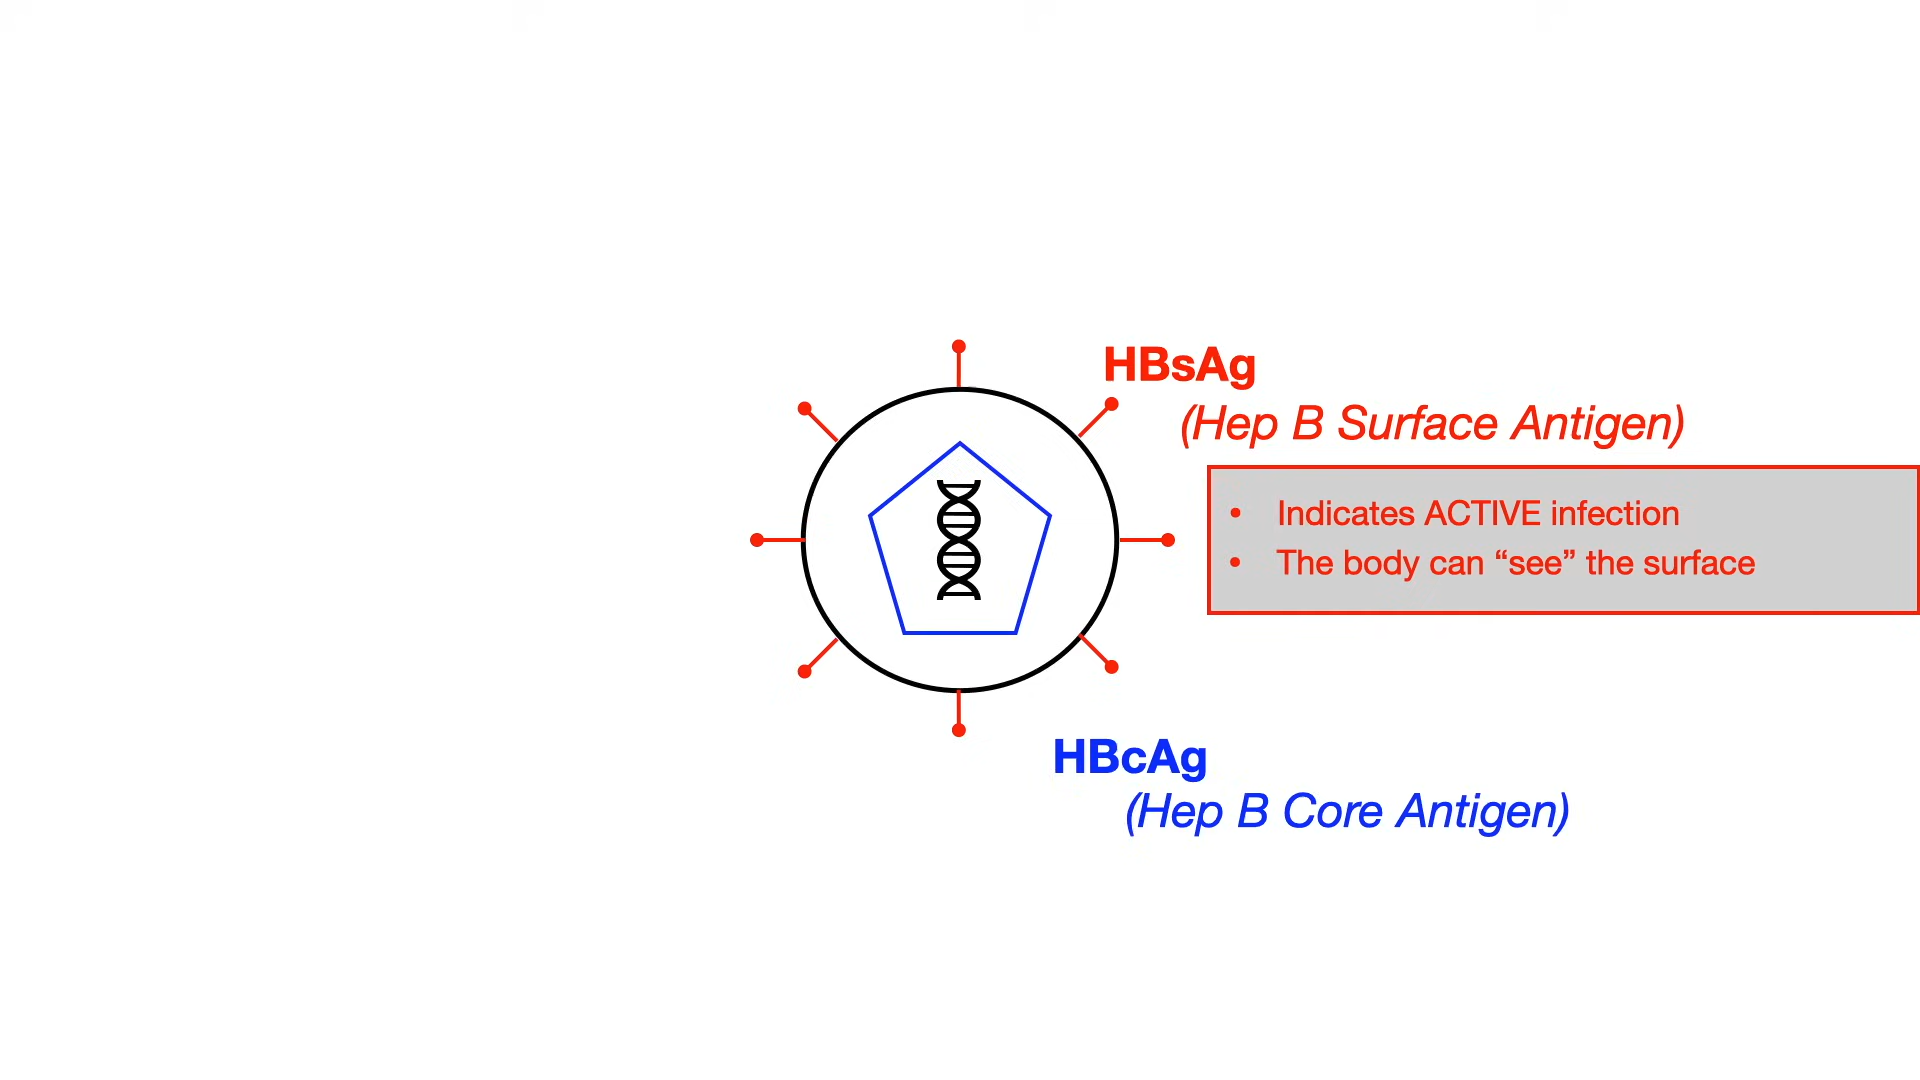 HBsAg
(Hep B Surface Antigen)
• Indicates ACTIVE infection
• The body can “see” the surface
HBcAg
(Hep B Core Antigen)